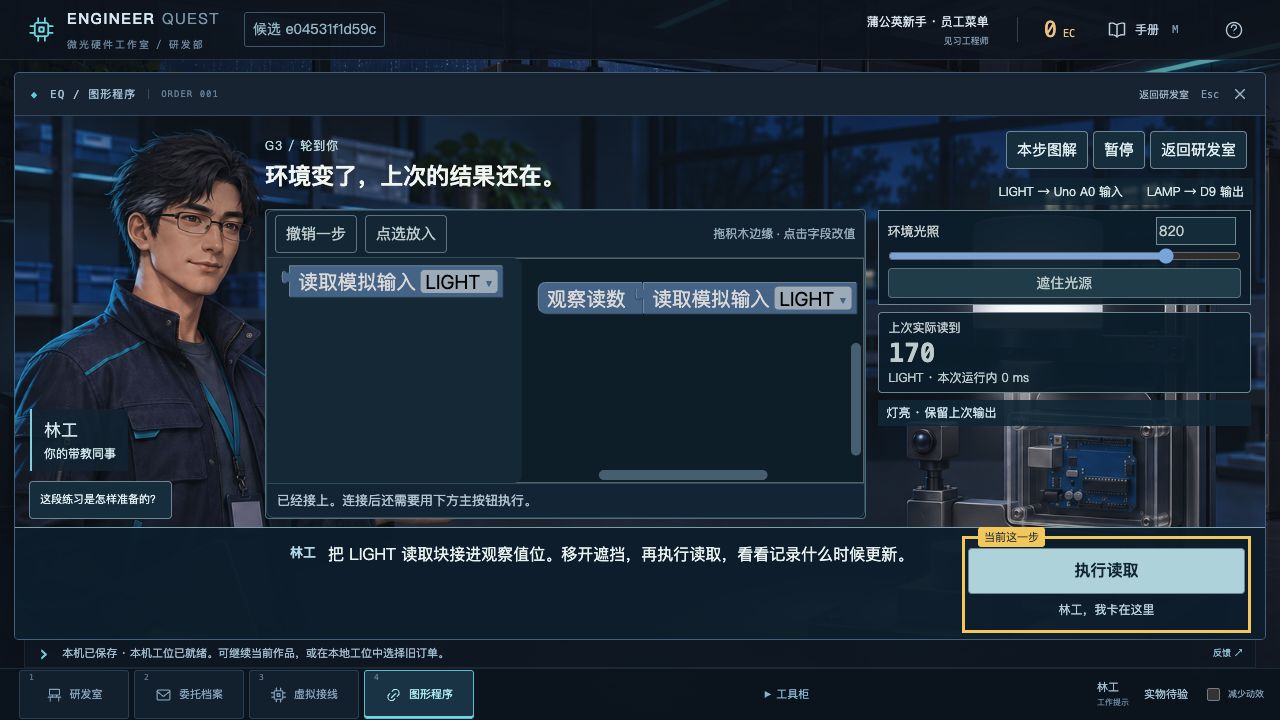 ENGINEER QUEST
微光硬件工作室 / 研发部
候选 e04531f1d59c
蒲公英新手 · 员工菜单
见习工程师
0 EC
手册 M
?
EQ / 图形程序 | ORDER 001
返回研发室 Esc
G3 / 轮到你
环境变了，上次的结果还在。
本步图解
暂停
返回研发室
LIGHT → Uno A0 输入 LAMP → D9 输出
撤销一步
点选放入
拖积木边缘 · 点击字段改值
读取模拟输入 LIGHT
观察读数 读取模拟输入 LIGHT
环境光照
820
遮住光源
上次实际读到
170
LIGHT · 本次运行内 0 ms
灯亮 · 保留上次输出
林工
你的带教同事
这段练习是怎样准备的?
已经接上。连接后还需要用下方主按钮执行。
林工 把 LIGHT 读取块接进观察值位。移开遮挡，再执行读取，看看记录什么时候更新。
当前这一步
执行读取
林工，我卡在这里
本机已保存 · 本机工位已就绪。可继续当前作品，或在本地工位中选择旧订单。
反馈 ↗
1 研发室
2 委托档案
3 虚拟接线
4 图形程序
工具柜
林工
工作提示
实物待验
减少动效